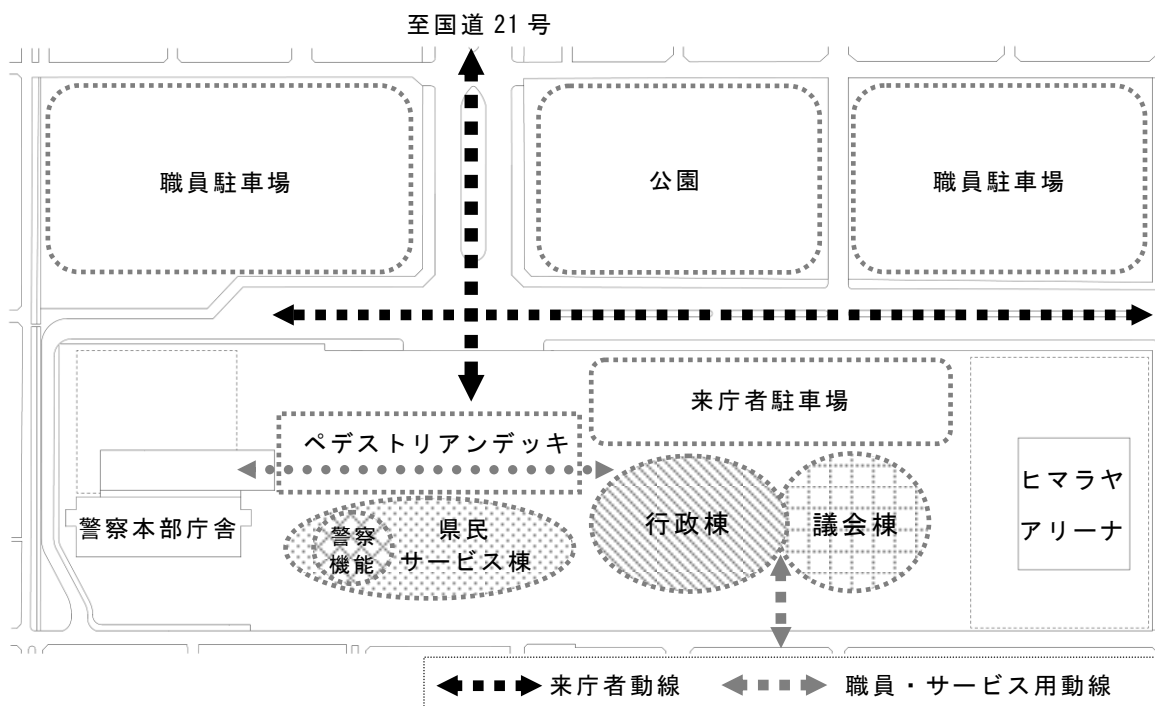 至国道21号
職員駐車場
公園
職員駐車場
来庁者駐車場
ペデストリアンデッキ
ヒマラヤ
アリーナ
警察本部庁舎
警察
機能
県民
サービス棟
行政棟
議会棟
来庁者動線
職員・サービス用動線